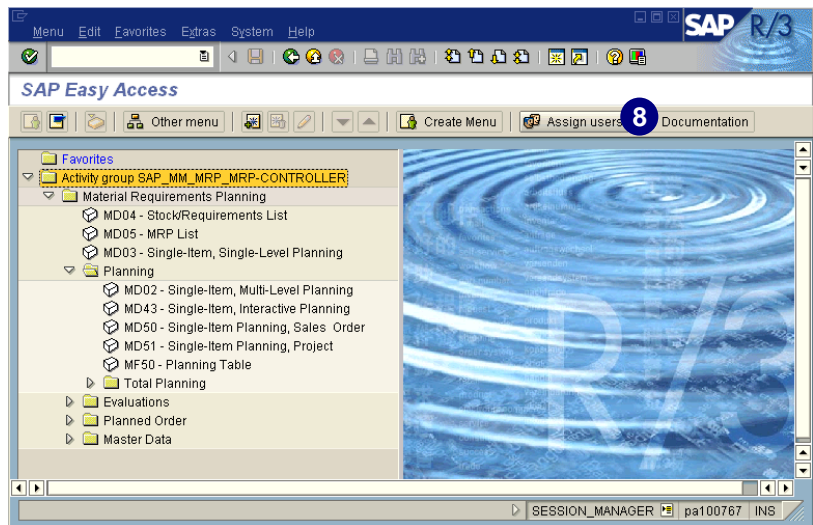 Menu Edit Favorites Extras System Help
SAP R/3
SAP Easy Access
Other menu Create Menu Assign users 8 Documentation
Favorites
Activity group SAP_MM_MRP_MRP-CONTROLLER
Material Requirements Planning
MD04 - Stock/Requirements List
MD05 - MRP List
MD03 - Single-Item, Single-Level Planning
Planning
MD02 - Single-Item, Multi-Level Planning
MD43 - Single-Item, Interactive Planning
MD50 - Single-Item Planning, Sales Order
MD51 - Single-Item Planning, Project
MF50 - Planning Table
Total Planning
Evaluations
Planned Order
Master Data
R/3
SESSION_MANAGER pa100767 INS